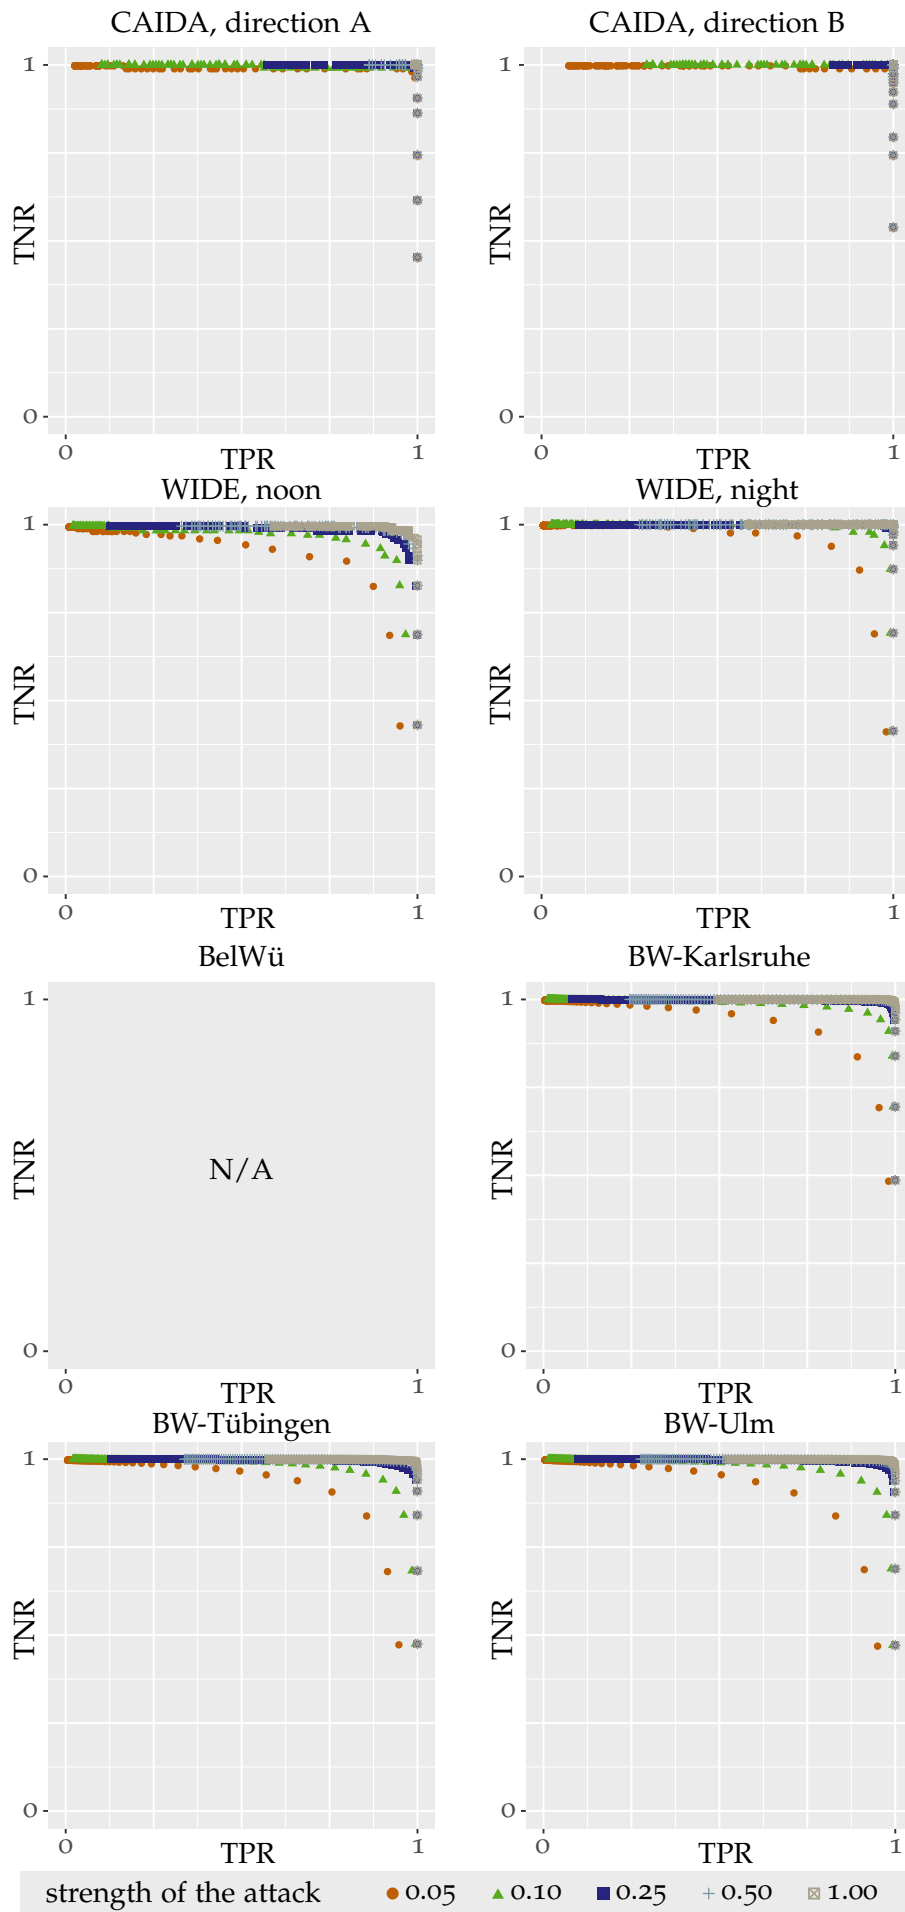 CAIDA, direction A
CAIDA, direction B
1
TNR
0
0
TPR
1
1
TNR
0
0
TPR
1
WIDE, noon
WIDE, night
1
TNR
0
0
TPR
1
1
TNR
0
0
TPR
1
BelWü
BW-Karlsruhe
1
TNR
N/A
0
0
TPR
1
1
TNR
0
0
TPR
1
BW-Tübingen
BW-Ulm
1
TNR
0
0
TPR
1
1
TNR
0
0
TPR
1
strength of the attack 0.05 0.10 0.25 0.50 1.00